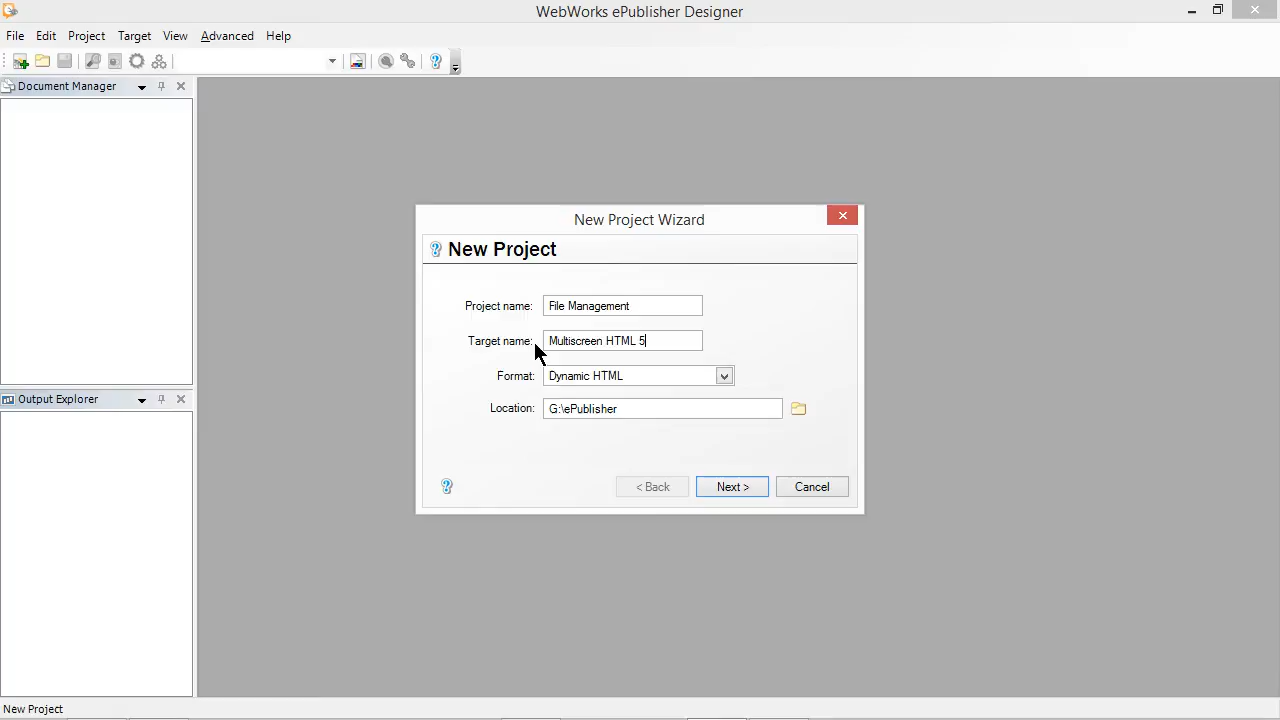 WebWorks ePublisher Designer
File Edit Project Target View Advanced Help
Document Manager
Output Explorer
New Project Wizard
New Project
Project name: File Management
Target name: Multiscreen HTML 5
Format: Dynamic HTML
Location: G:\ePublisher
< Back Next > Cancel
New Project